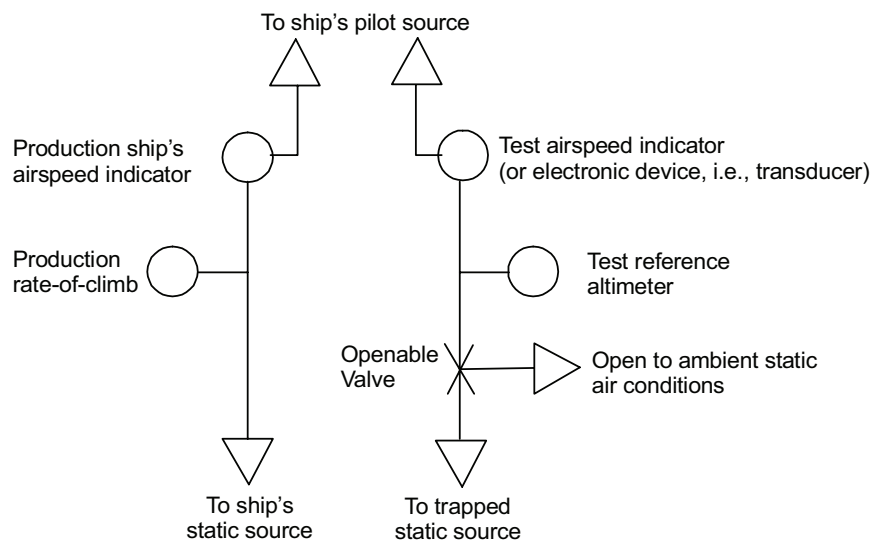 To ship's pilot source
Production ship's
airspeed indicator
Test airspeed indicator
(or electronic device, i.e., transducer)
Production
rate-of-climb
Test reference
altimeter
Openable
Valve
Open to ambient static
air conditions
To ship's
static source
To trapped
static source